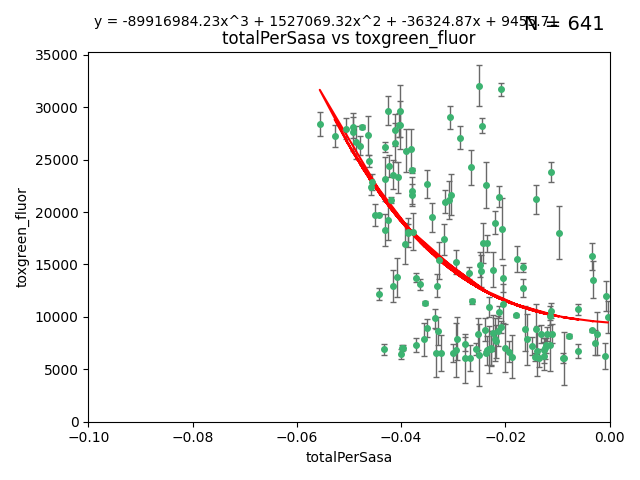 y = -89916984.23x^3 + 1527069.32x^2 + -36324.87x + 9455.71
N = 641
totalPerSasa vs toxgreen_fluor
35000
30000
25000
20000
15000
10000
5000
0
toxgreen_fluor
−0.10 −0.08 −0.06 −0.04 −0.02 0.00
totalPerSasa